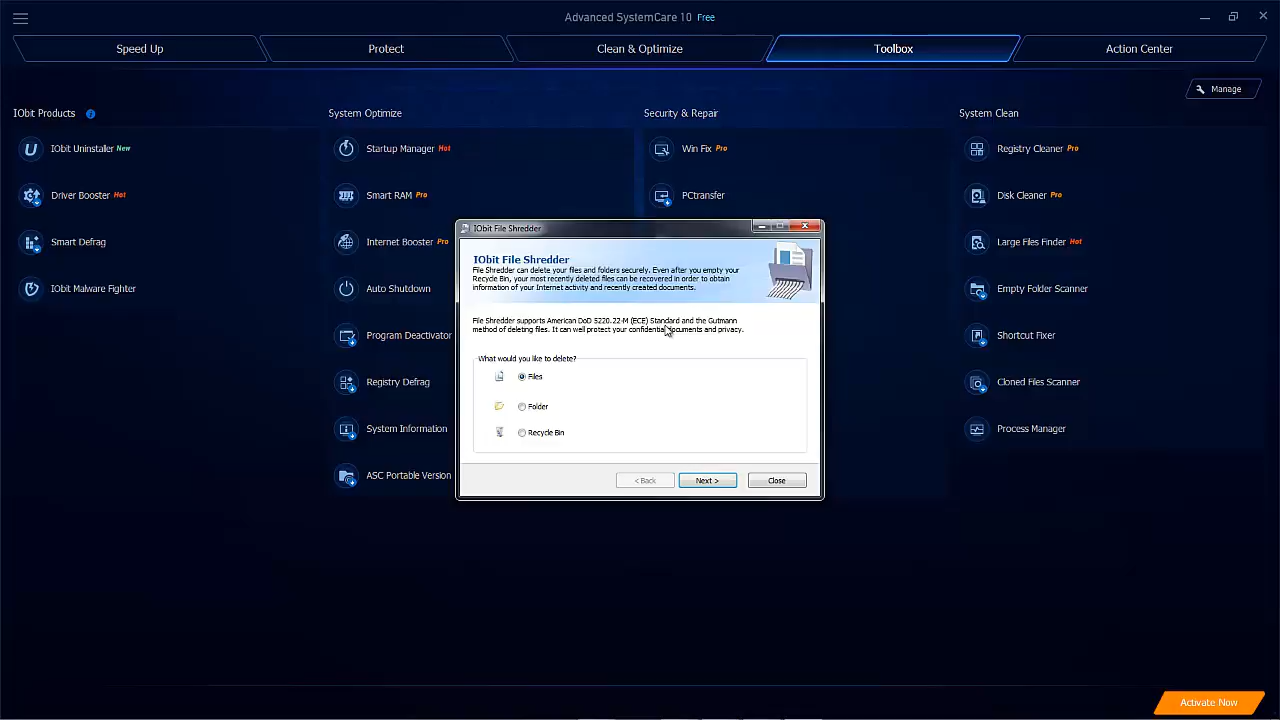 Advanced SystemCare 10 Free
Speed Up
Protect
Clean & Optimize
Toolbox
Action Center
Manage
IObit Products
IObit Uninstaller New
Driver Booster Hot
Smart Defrag
IObit Malware Fighter
System Optimize
Startup Manager Hot
Smart RAM Pro
Internet Booster Pro
Auto Shutdown
Program Deactivator
Registry Defrag
System Information
ASC Portable Version
Security & Repair
Win Fix Pro
PCtransfer
System Clean
Registry Cleaner Pro
Disk Cleaner Pro
Large Files Finder Hot
Empty Folder Scanner
Shortcut Fixer
Cloned Files Scanner
Process Manager
IObit File Shredder
IObit File Shredder
File Shredder can delete your files and folders securely. Even after you empty your
Recycle Bin, your most recently deleted files can be recovered in order to obtain
information of your Internet activity and recently created documents.
File Shredder supports American DoD 5220.22-M (ECE) Standard and the Gutmann
method of deleting files. It can well protect your confidential documents and privacy.
What would you like to delete?
Files
Folder
Recycle Bin
< Back
Next >
Close
Activate Now